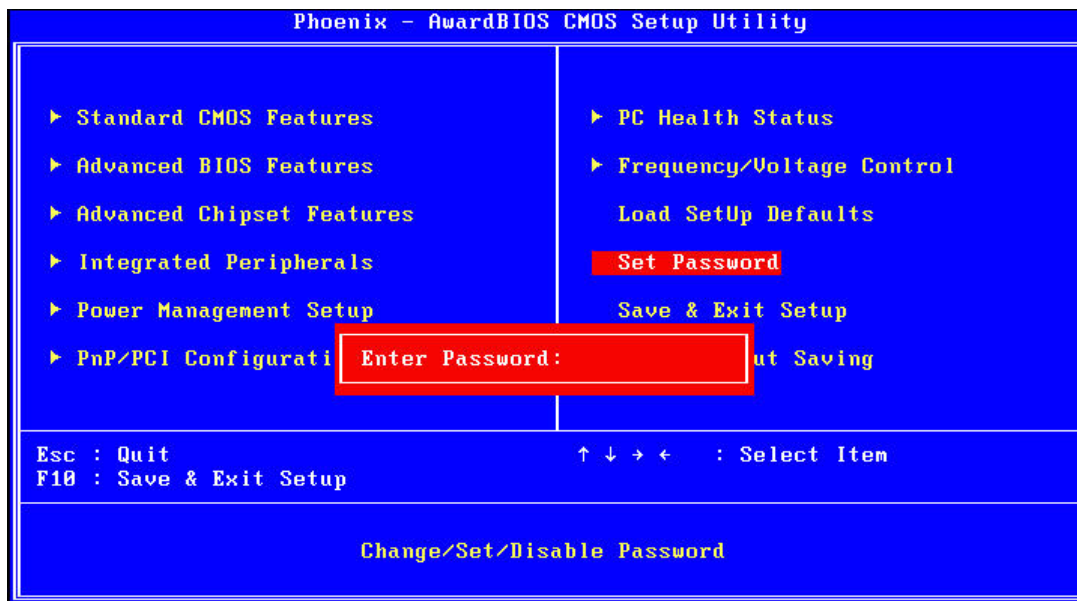 Phoenix - AwardBIOS CMOS Setup Utility
Standard CMOS Features
Advanced BIOS Features
Advanced Chipset Features
Integrated Peripherals
Power Management Setup
PnP/PCI Configurati
PC Health Status
Frequency/Voltage Control
Load SetUp Defaults
Set Password
Save & Exit Setup
ut Saving
Enter Password:
Esc : Quit
F10 : Save & Exit Setup
↑ ↓ → ← : Select Item
Change/Set/Disable Password